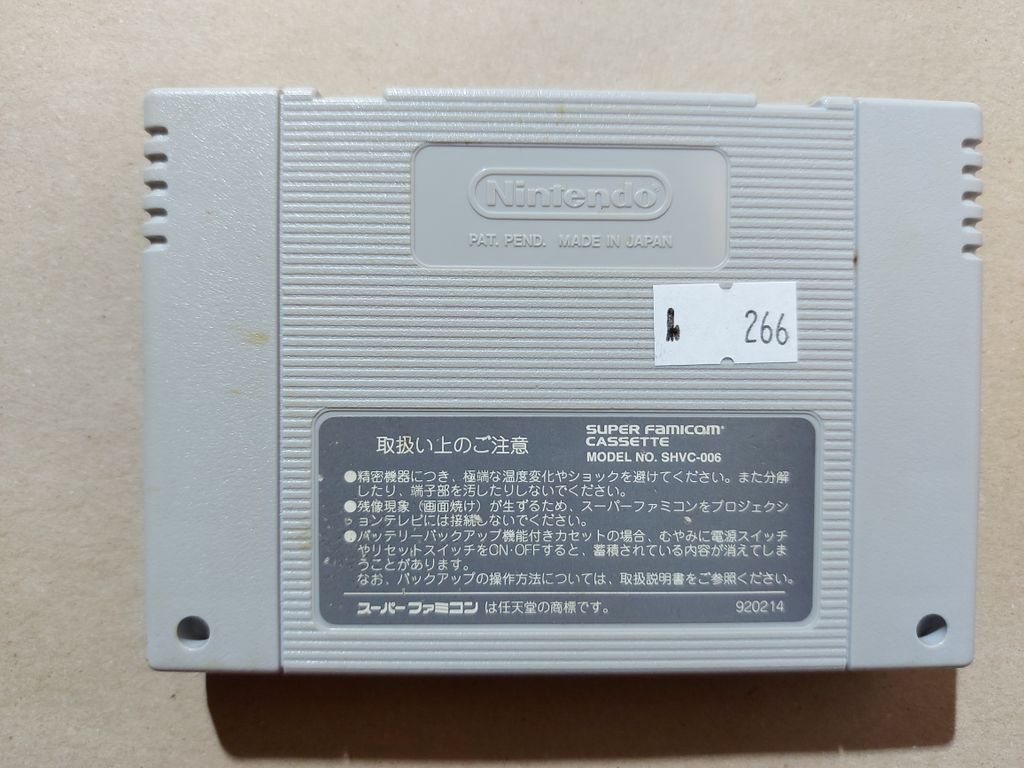 Nintendo
PAT. PEND. MADE IN JAPAN
266
取扱い上のご注意
SUPER FAMICOM
CASSETTE
MODEL NO. SHVC-006
●精密機器につき、極端な温度変化やショックを避けてください。また分解
したり、端子部を汚したりしないでください。
●残像現象（画面焼け）が生ずるため、スーパーファミコンをプロジェクシ
ョンテレビには接続しないでください。
●バッテリーバックアップ機能付きカセットの場合、むやみに電源スイッチ
やリセットスイッチをON･OFFすると、蓄積されている内容が消えてしま
うことがあります。
なお、バックアップの操作方法については、取扱説明書をご参照ください。
スーパーファミコン は任天堂の商標です。
920214